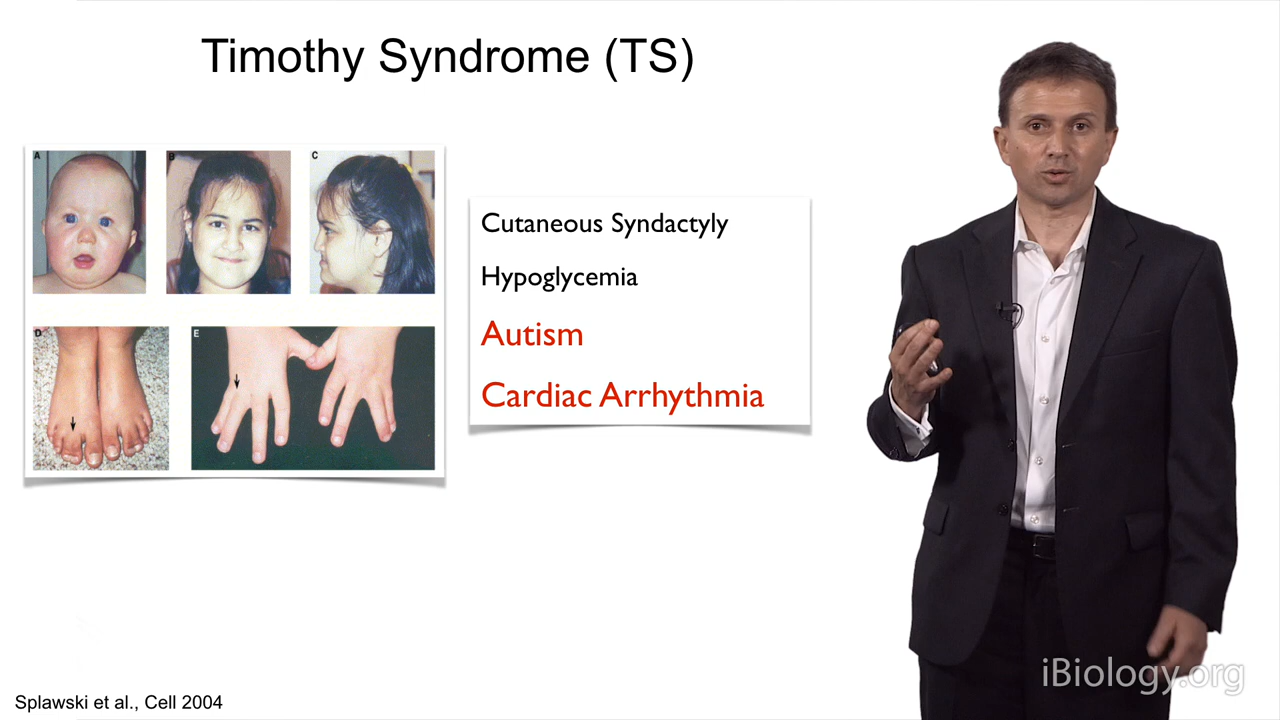 Timothy Syndrome (TS)
A
B
C
D
E
Cutaneous Syndactyly
Hypoglycemia
Autism
Cardiac Arrhythmia
Splawski et al., Cell 2004
iBiology.org